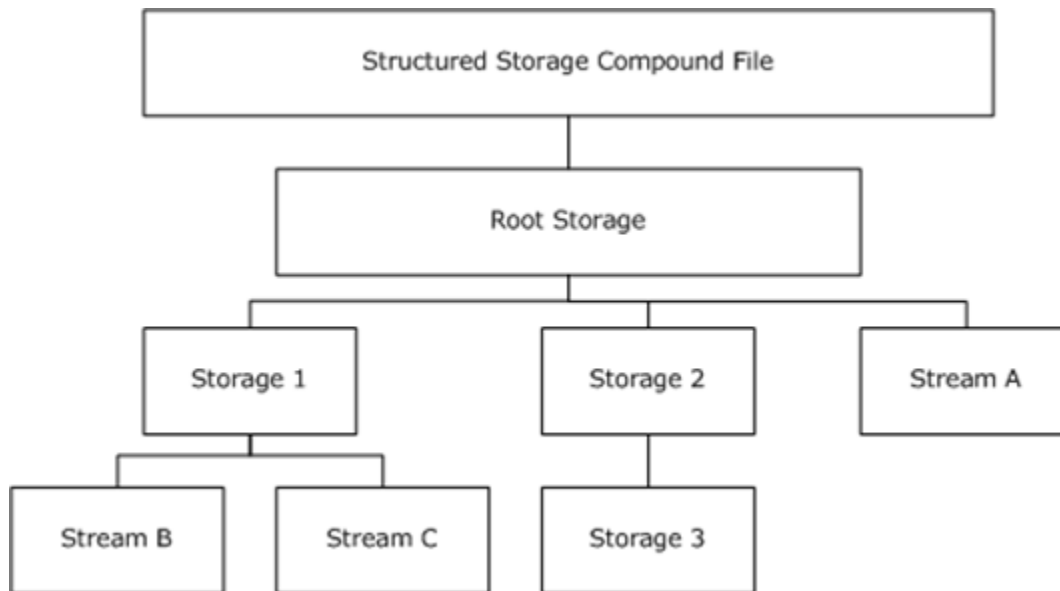 Structured Storage Compound File
Root Storage
Storage 1
Storage 2
Stream A
Stream B
Stream C
Storage 3